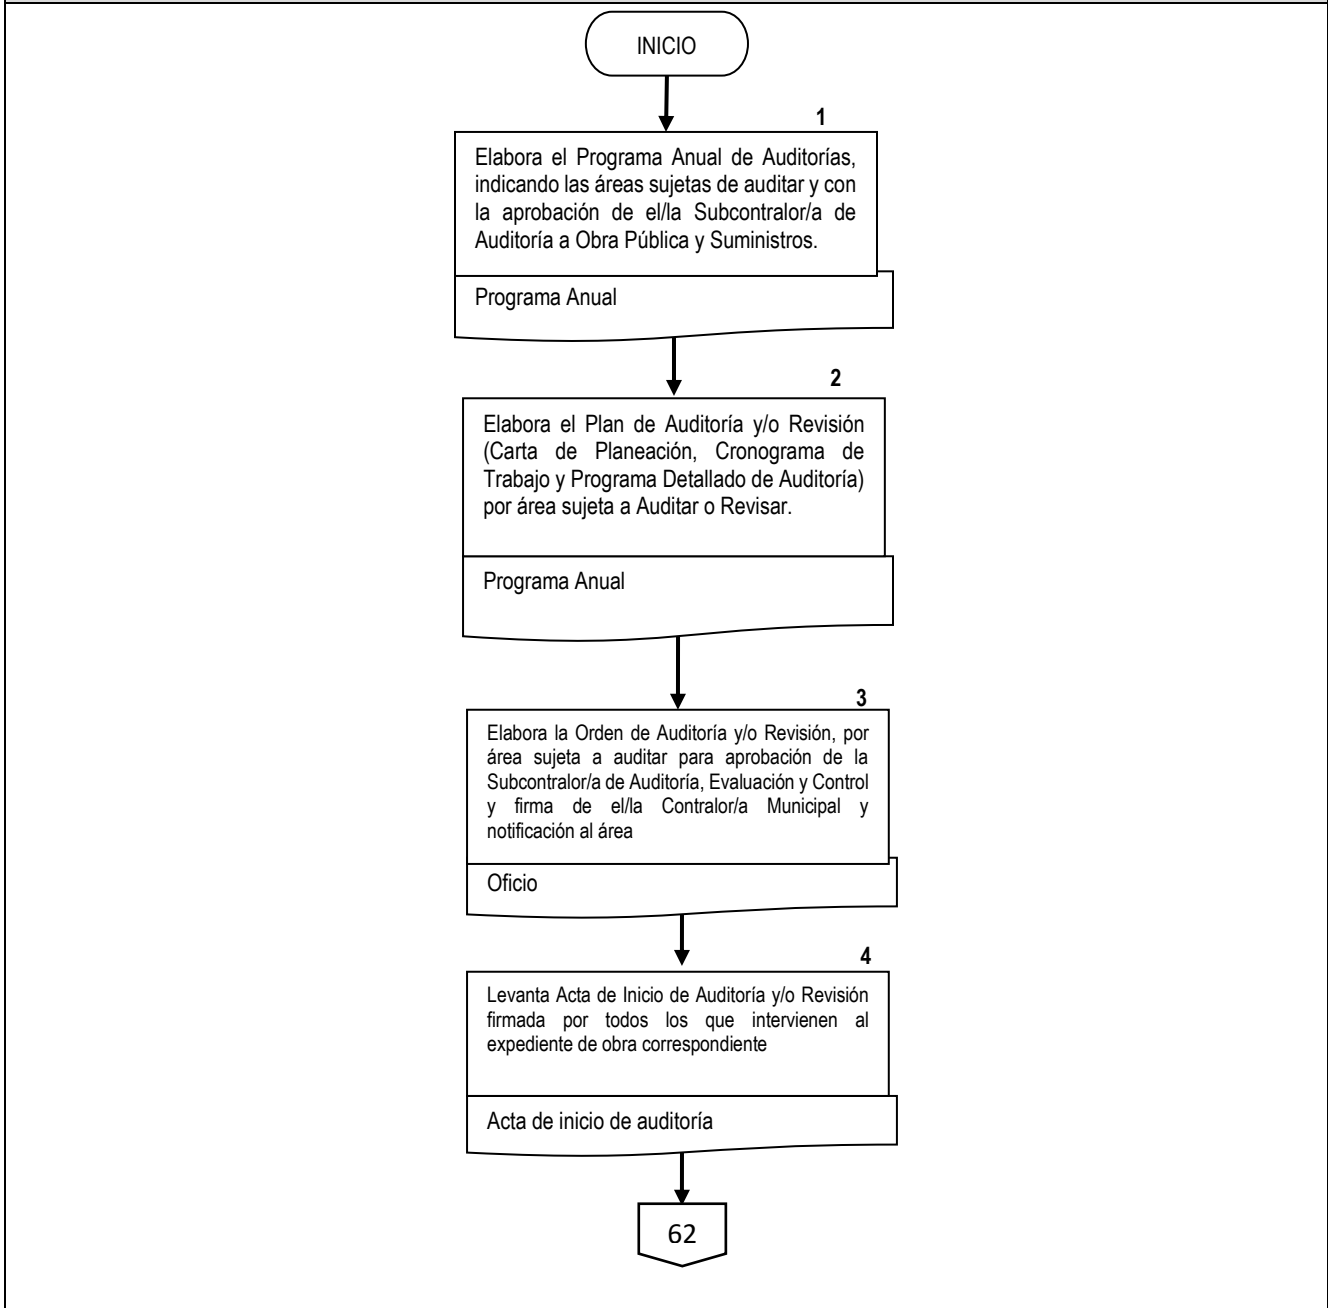 INICIO
1
Elabora el Programa Anual de Auditorías,
indicando las áreas sujetas de auditar y con
la aprobación de el/la Subcontralor/a de
Auditoría a Obra Pública y Suministros.
Programa Anual
2
Elabora el Plan de Auditoría y/o Revisión
(Carta de Planeación, Cronograma de
Trabajo y Programa Detallado de Auditoría)
por área sujeta a Auditar o Revisar.
Programa Anual
3
Elabora la Orden de Auditoría y/o Revisión, por
área sujeta a auditar para aprobación de la
Subcontralor/a de Auditoría, Evaluación y Control
y firma de el/la Contralor/a Municipal y
notificación al área
Oficio
4
Levanta Acta de Inicio de Auditoría y/o Revisión
firmada por todos los que intervienen al
expediente de obra correspondiente
Acta de inicio de auditoría
62